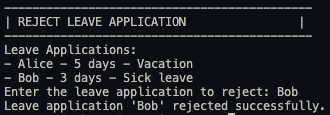 | REJECT LEAVE APPLICATION |
Leave Applications:
- Alice - 5 days - Vacation
- Bob - 3 days - Sick leave
Enter the leave application to reject: Bob
Leave application 'Bob' rejected successfully.